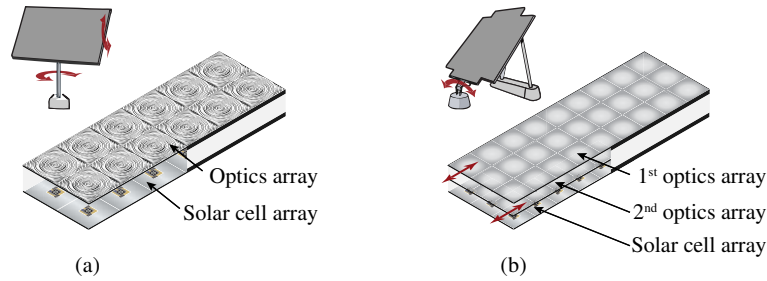 Optics array
Solar cell array
(a)
1st optics array
2nd optics array
Solar cell array
(b)